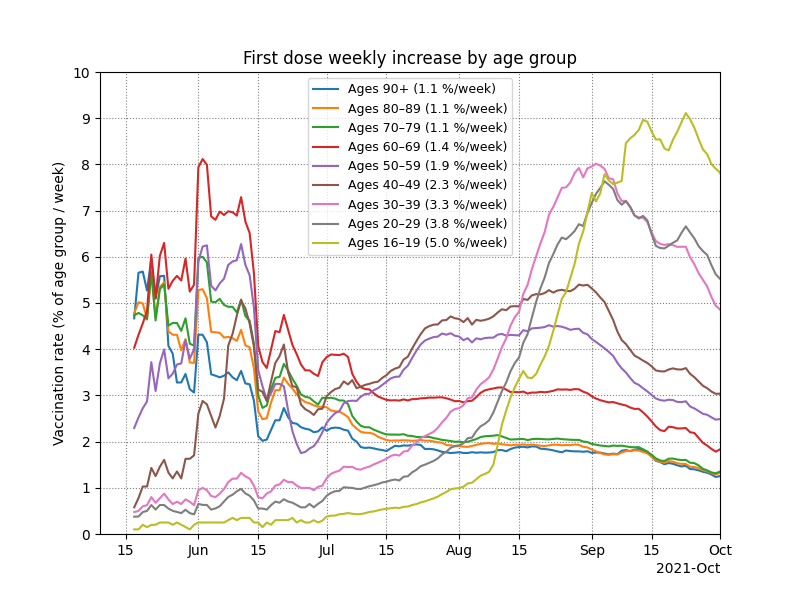 First dose weekly increase by age group
Vaccination rate (% of age group / week)
10
9
8
7
6
5
4
3
2
1
0
Ages 90+ (1.1 %/week)
Ages 80–89 (1.1 %/week)
Ages 70–79 (1.1 %/week)
Ages 60–69 (1.4 %/week)
Ages 50–59 (1.9 %/week)
Ages 40–49 (2.3 %/week)
Ages 30–39 (3.3 %/week)
Ages 20–29 (3.8 %/week)
Ages 16–19 (5.0 %/week)
15 Jun 15 Jul 15 Aug 15 Sep 15 Oct
2021-Oct